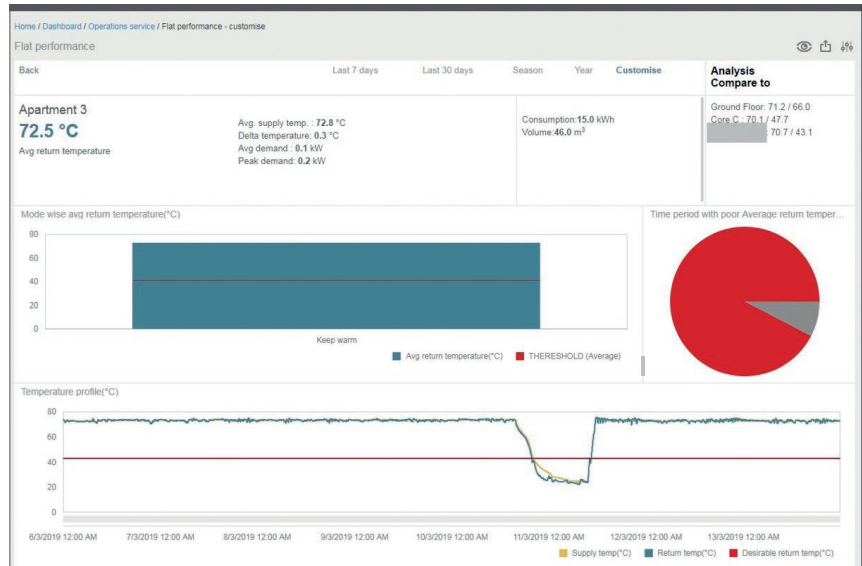 Home / Dashboard / Operations service / Flat performance - customise
Flat performance
Back Last 7 days Last 30 days Season Year Customise
Analysis
Compare to
Apartment 3
72.5 °C
Avg return temperature
Avg. supply temp. : 72.8 °C
Delta temperature: 0.3 °C
Avg demand : 0.1 kW
Peak demand: 0.2 kW
Consumption:15.0 kWh
Volume:46.0 m³
Ground Floor: 71.2 / 66.0
Core C : 70.1 / 47.7
: 70.7 / 43.1
Mode wise avg return temperature(°C)
80
60
40
20
0
Keep warm
Avg return temperature(°C) THERESHOLD (Average)
Time period with poor Average return temper...
Temperature profile(°C)
80
60
40
20
0
6/3/2019 12:00 AM 7/3/2019 12:00 AM 8/3/2019 12:00 AM 9/3/2019 12:00 AM 10/3/2019 12:00 AM 11/3/2019 12:00 AM 12/3/2019 12:00 AM 13/3/2019 12:00 AM
Supply temp(°C) Return temp(°C) Desirable return temp(°C)